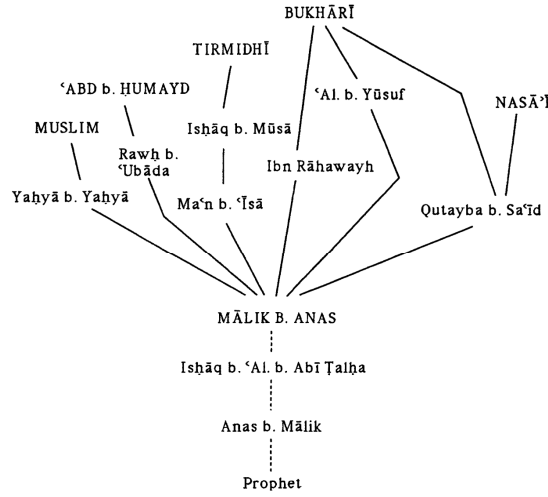 BUKHĀRĪ
TIRMIDHĪ
ʿABD b. ḤUMAYD
ʿAl. b. Yūsuf
NASĀʾĪ
MUSLIM
Isḥāq b. Mūsā
Rawḥ b.
ʿUbāda
Ibn Rāhawayh
Yaḥyā b. Yaḥyā
Maʿn b. ʿĪsā
Qutayba b. Saʿīd
MĀLIK B. ANAS
Isḥāq b. ʿAl. b. Abī Ṭalḥa
Anas b. Mālik
Prophet